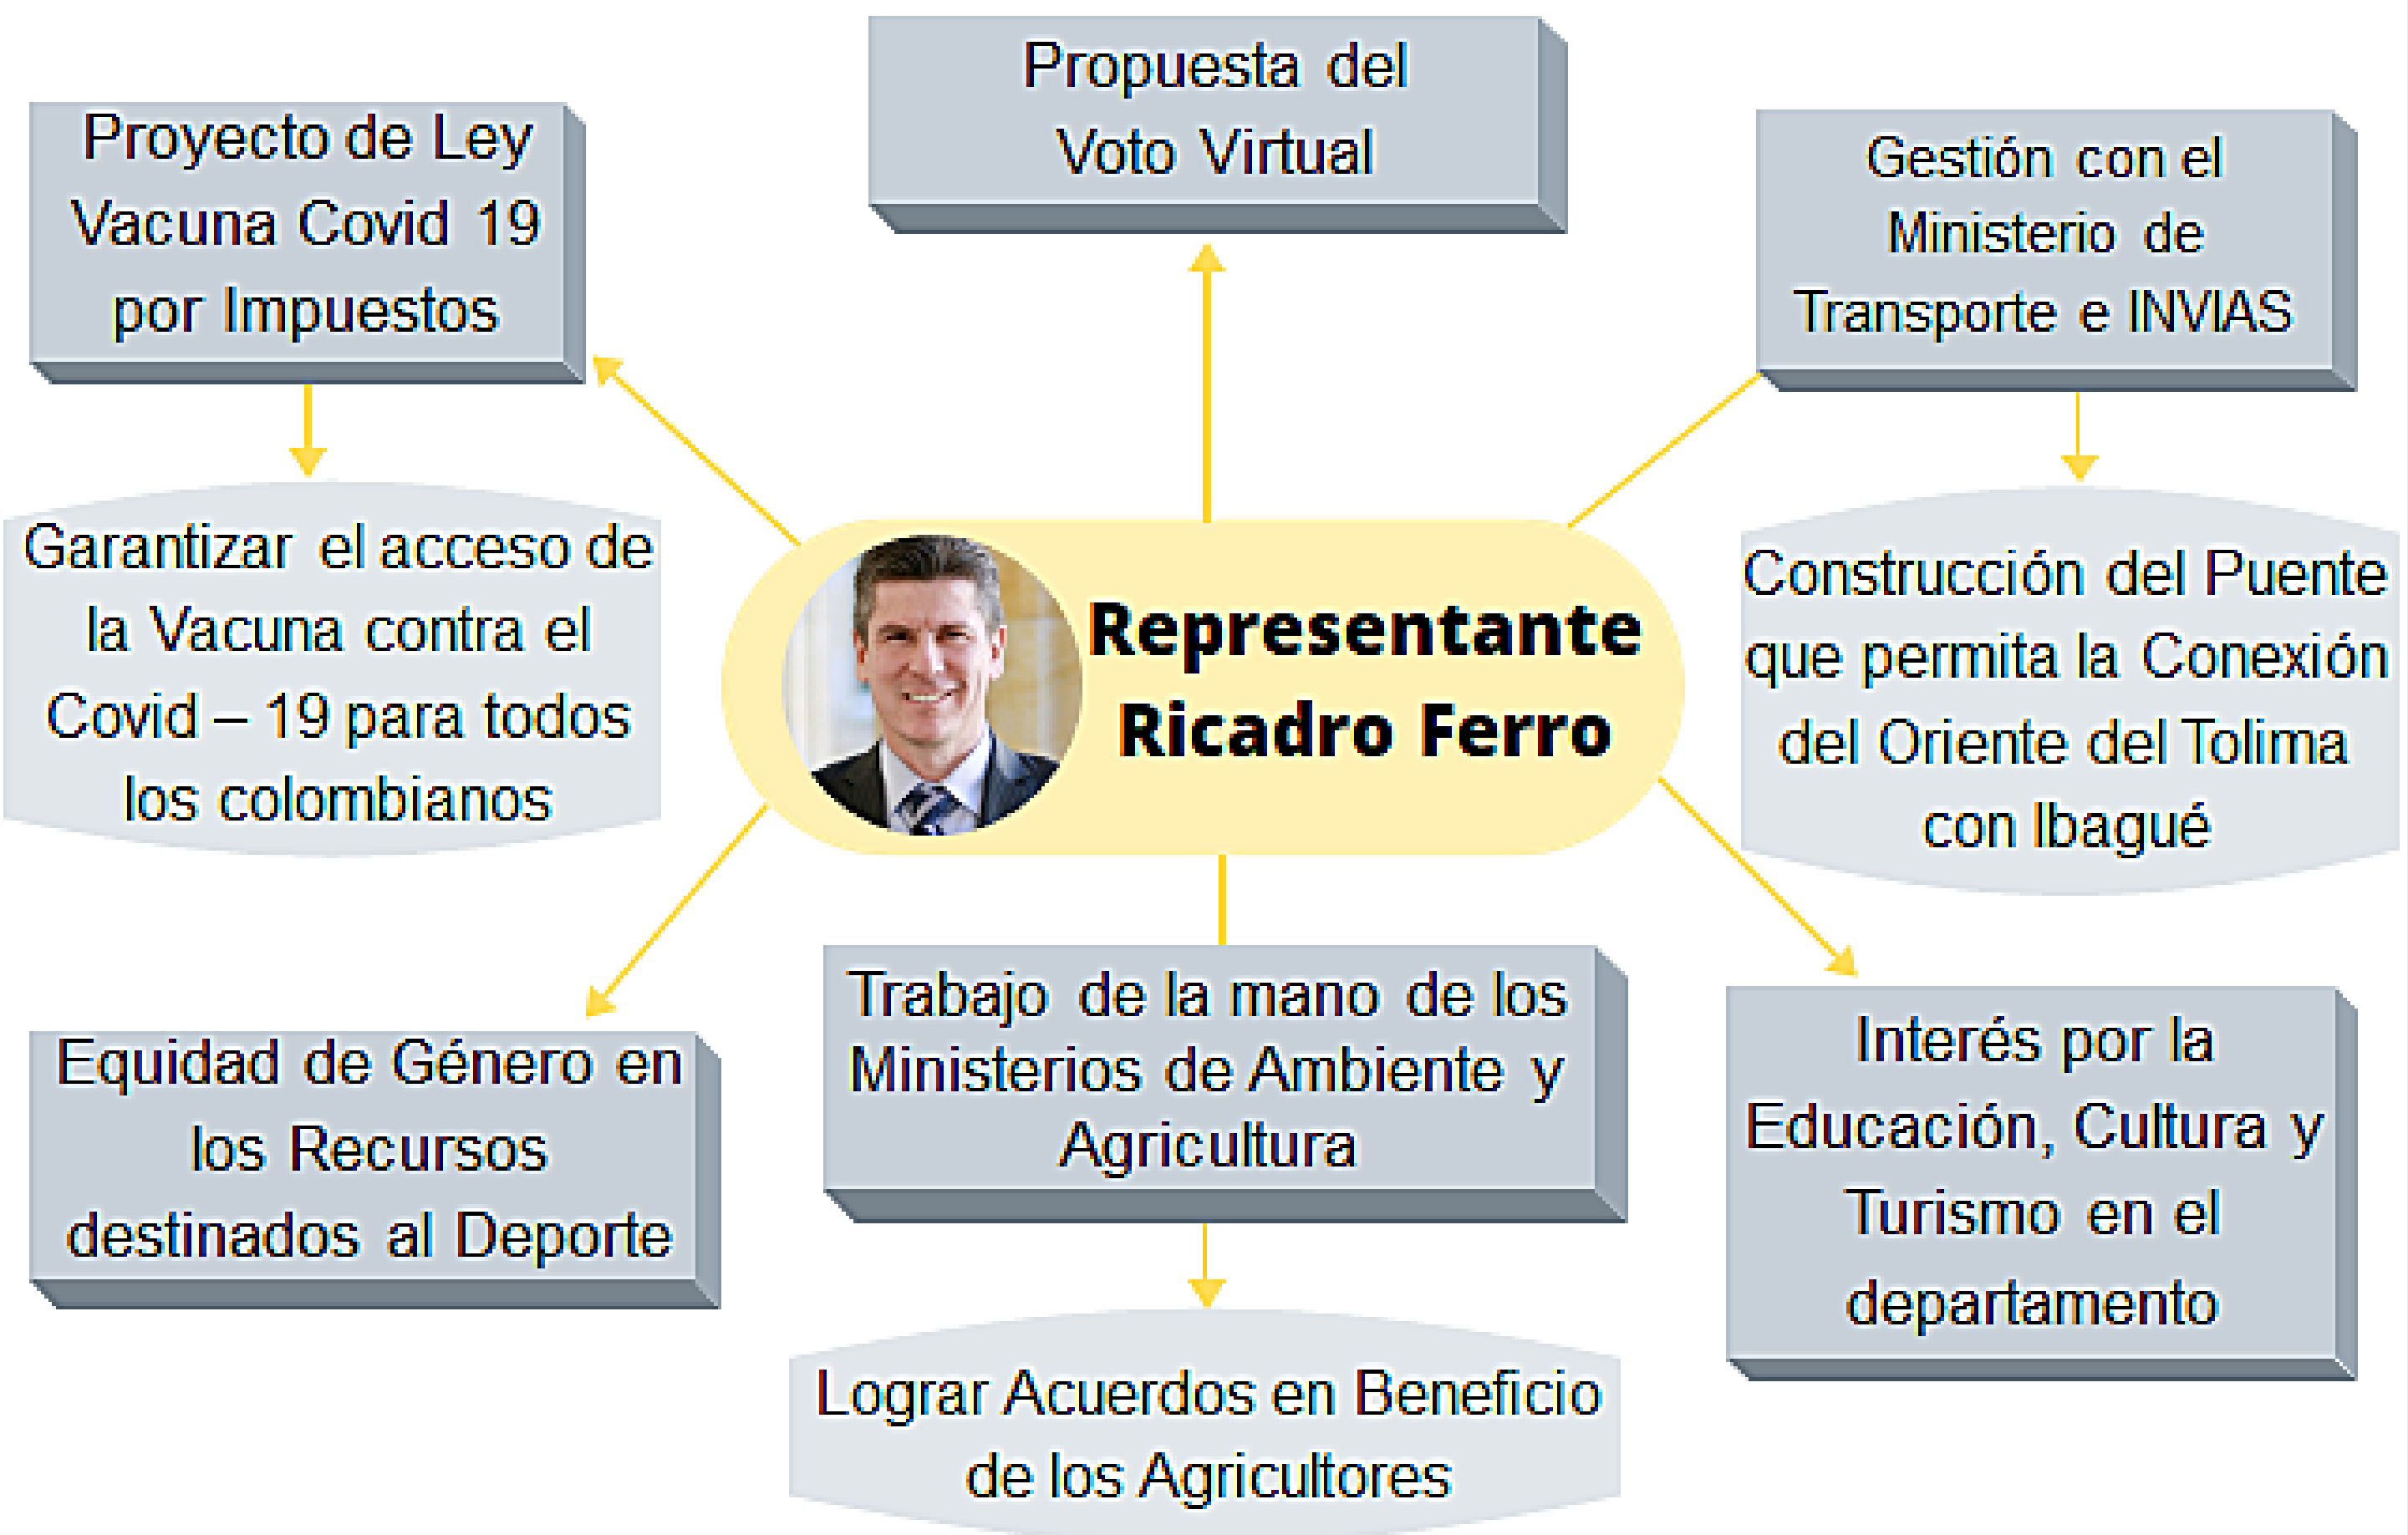 Propuesta del
Voto Virtual
Proyecto de Ley
Vacuna Covid 19
por Impuestos
Gestión con el
Ministerio de
Transporte e INVIAS
Garantizar el acceso de
la Vacuna contra el
Covid – 19 para todos
los colombianos
Representante
Ricadro Ferro
Construcción del Puente
que permita la Conexión
del Oriente del Tolima
con Ibagué
Equidad de Género en
los Recursos
destinados al Deporte
Trabajo de la mano de los
Ministerios de Ambiente y
Agricultura
Interés por la
Educación, Cultura y
Turismo en el
departamento
Lograr Acuerdos en Beneficio
de los Agricultores